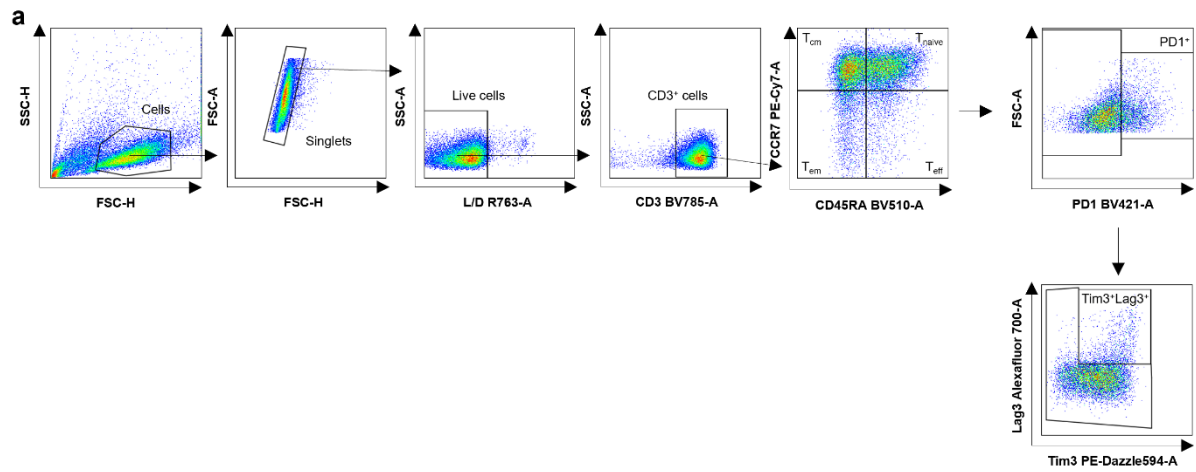 a
SSC-H
Cells
FSC-H
FSC-A
Singlets
FSC-H
SSC-A
Live cells
L/D R763-A
SSC-A
CD3⁺ cells
CD3 BV785-A
CCR7 PE-Cy7-A
Tcm
Tnaive
Tem
Teff
CD45RA BV510-A
FSC-A
PD1⁺
PD1 BV421-A
Lag3 Alexafluor 700-A
Tim3⁺Lag3⁺
Tim3 PE-Dazzle594-A